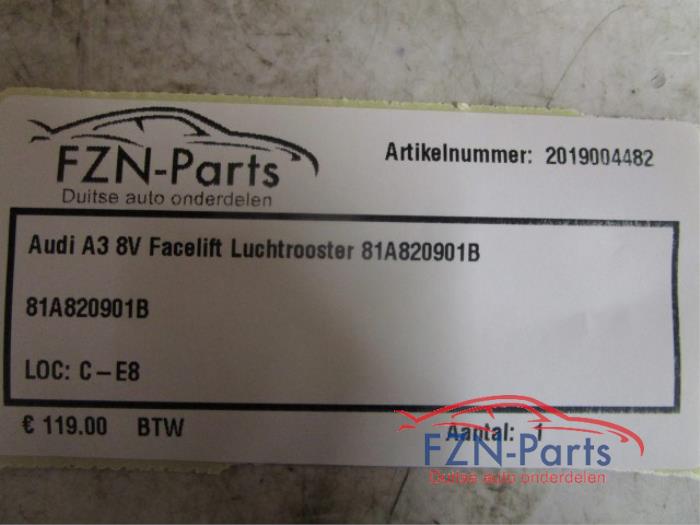 FZN-Parts
Duitse auto onderdelen
Artikelnummer: 2019004482
Audi A3 8V Facelift Luchtrooster 81A820901B
81A820901B
LOC: C-E8
€ 119.00 BTW
Aantal: 1
FZN-Parts
Duitse auto onderdelen